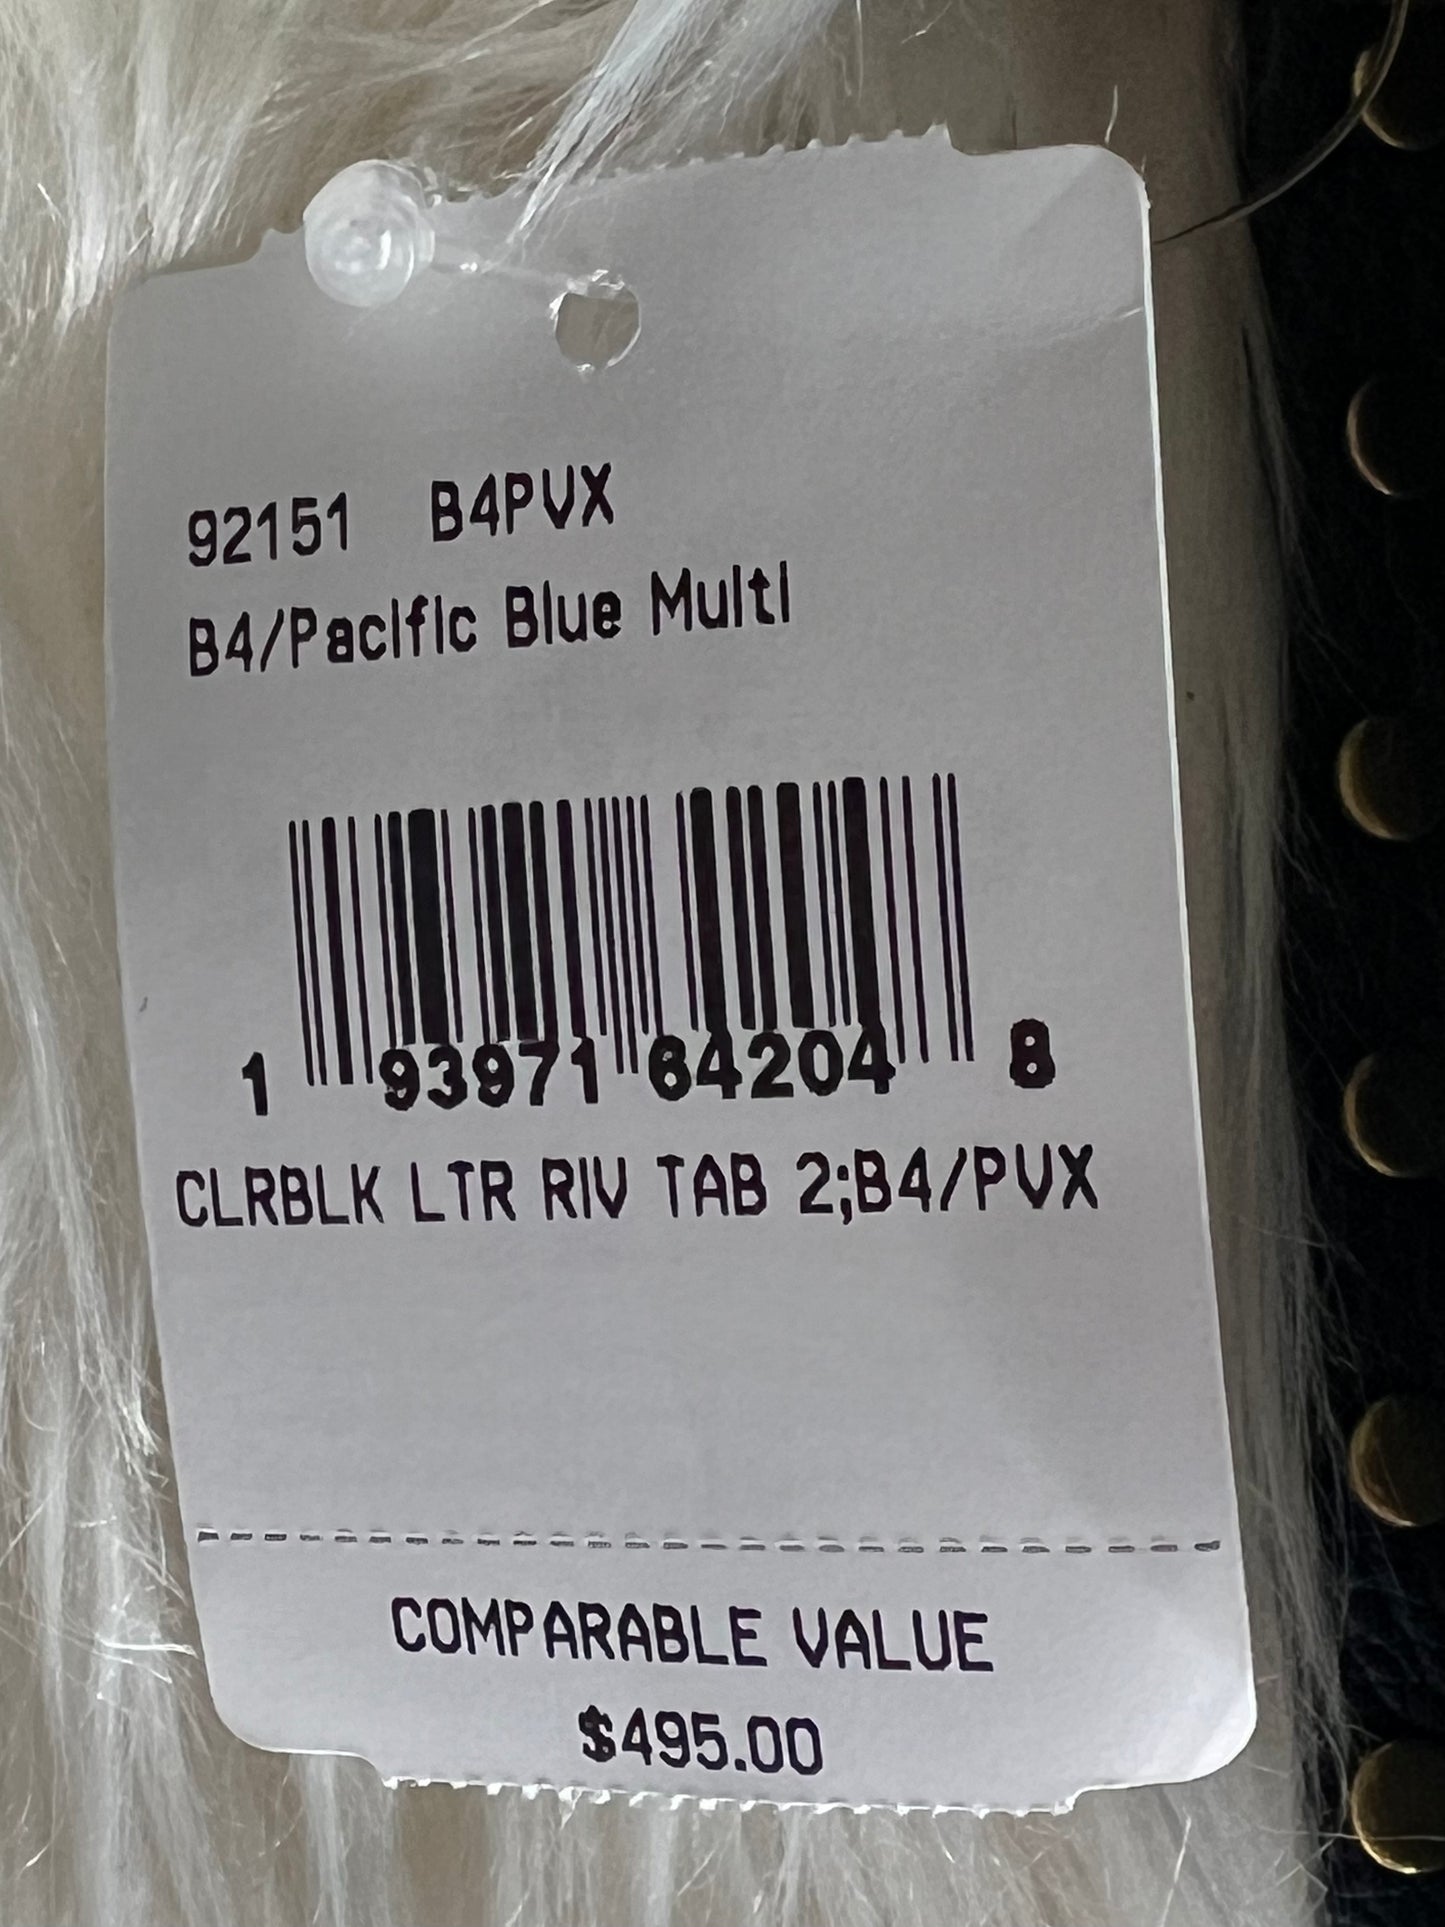 92151 B4PVX
B4/Pacific Blue Multi
1 93971 64204 8
CLRBLK LTR RIV TAB 2;B4/PVX
COMPARABLE VALUE
$495.00